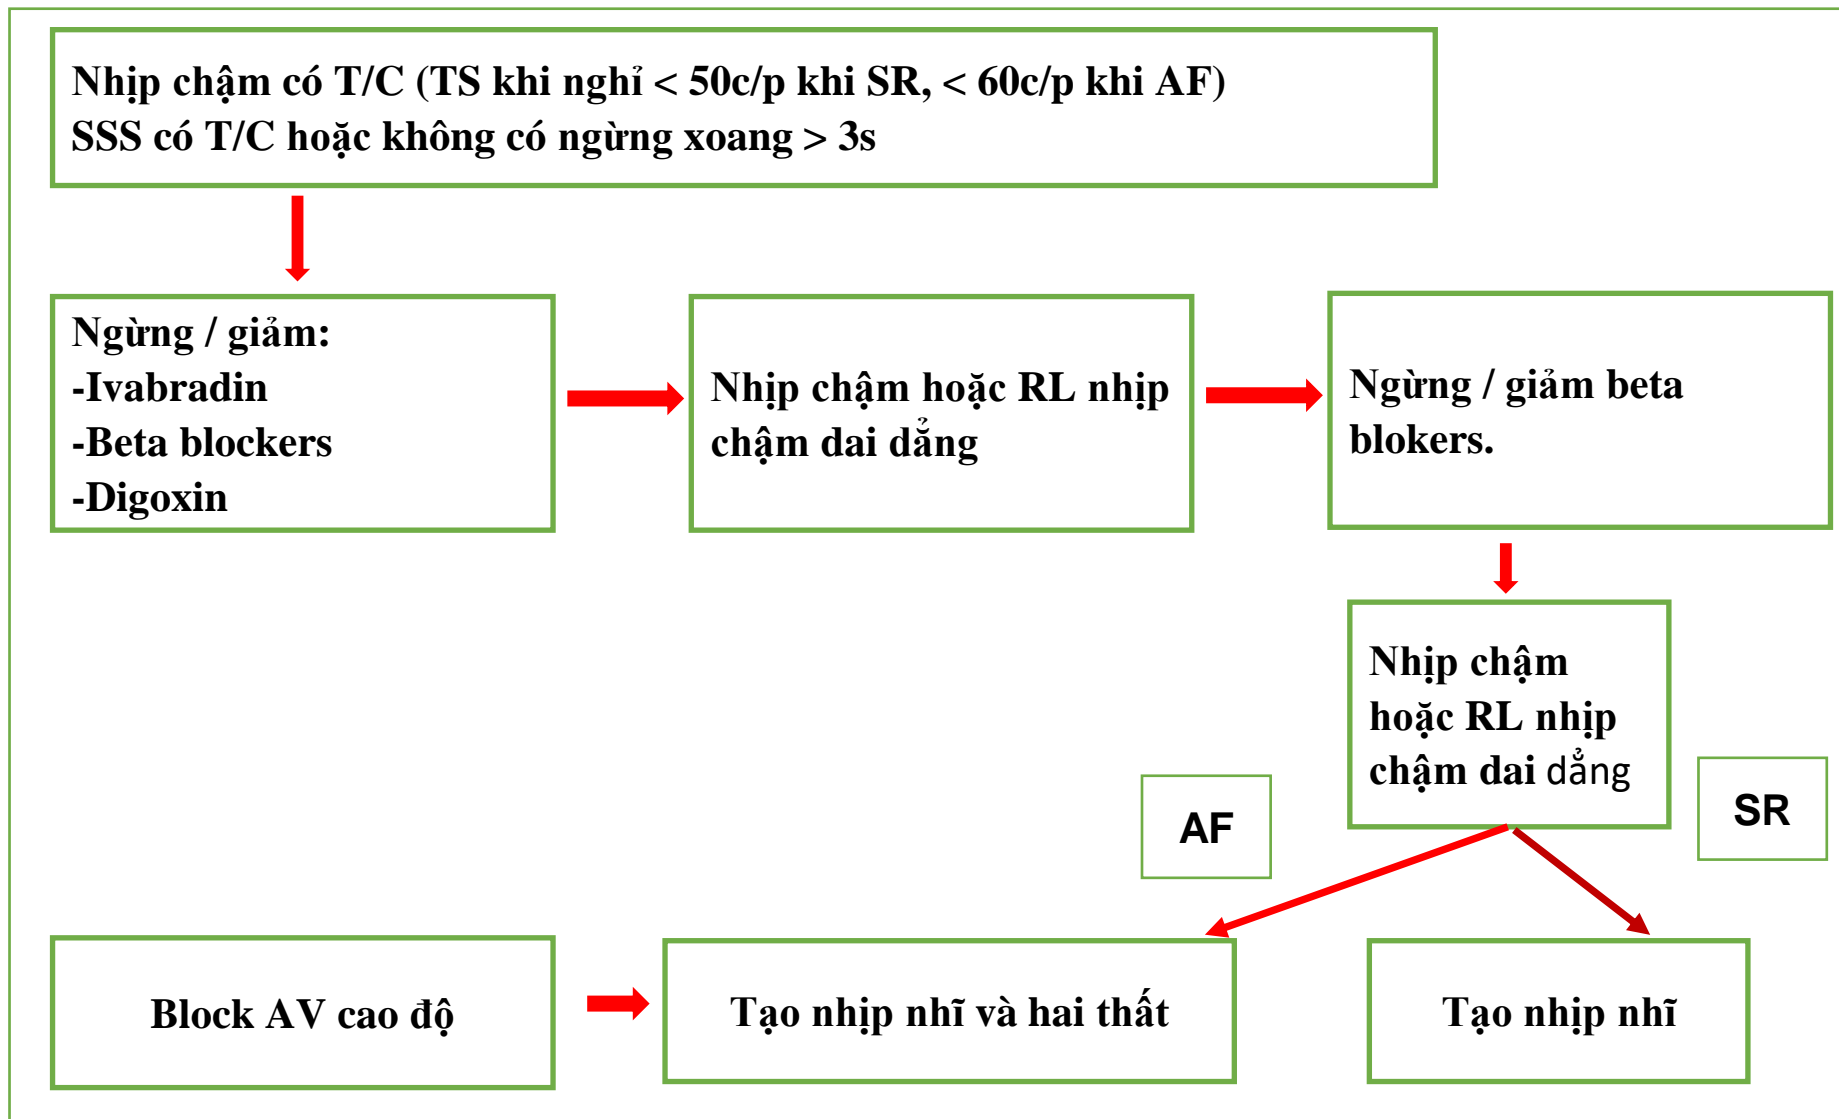 Nhịp chậm có T/C (TS khi nghỉ < 50c/p khi SR, < 60c/p khi AF)
SSS có T/C hoặc không có ngừng xoang > 3s
Ngừng / giảm:
-Ivabradin
-Beta blockers
-Digoxin
Nhịp chậm hoặc RL nhịp
chậm dai dẳng
Ngừng / giảm beta
blokers.
Nhịp chậm
hoặc RL nhịp
chậm dai dẳng
AF
SR
Block AV cao độ
Tạo nhịp nhĩ và hai thất
Tạo nhịp nhĩ